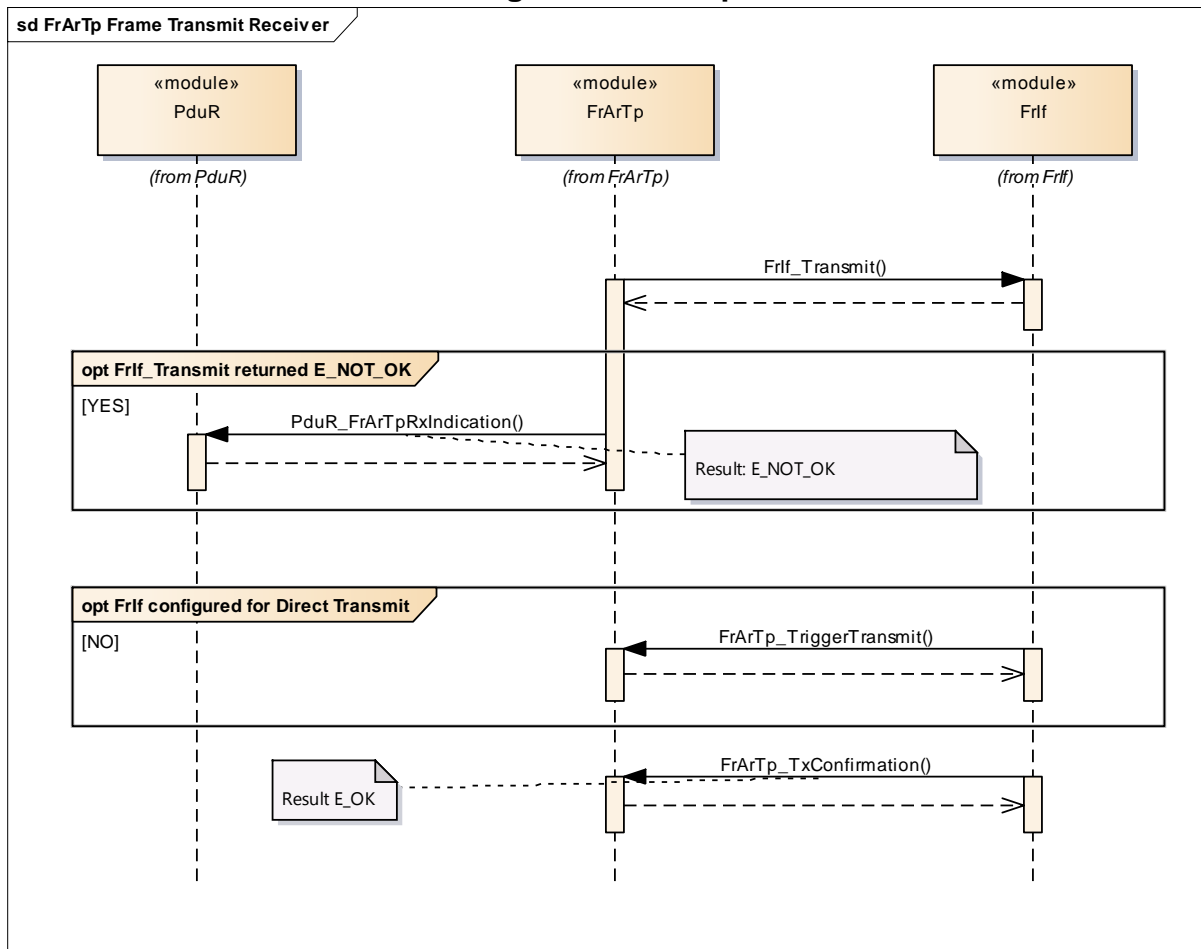 sd FrArTp Frame Transmit Receiver
«module»
PduR
«module»
FrArTp
«module»
FrIf
(from PduR)
(from FrArTp)
(from FrIf)
FrIf_Transmit()
opt FrIf_Transmit returned E_NOT_OK
[YES]
PduR_FrArTpRxIndication()
Result: E_NOT_OK
opt FrIf configured for Direct Transmit
[NO]
FrArTp_TriggerTransmit()
FrArTp_TxConfirmation()
Result E_OK